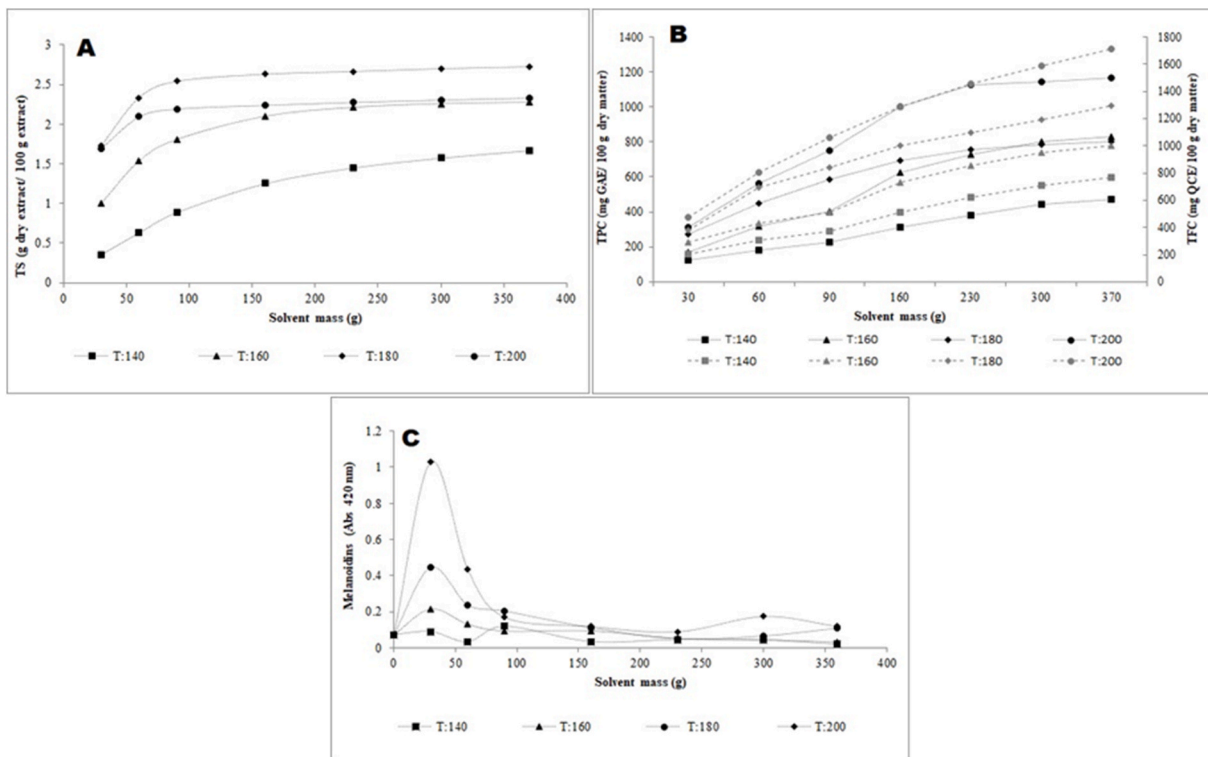 A
TS (g dry extract/ 100 g extract)
3
2.5
2
1.5
1
0.5
0
0 50 100 150 200 250 300 350 400
Solvent mass (g)
T:140 T:160 T:180 T:200
B
TPC (mg GAE/ 100 g dry matter)
1400
1200
1000
800
600
400
200
0
1800
1600
1400
1200
1000
800
600
400
200
0
TFC (mg QCE/ 100 g dry matter)
30 60 90 160 230 300 370
Solvent mass (g)
T:140 T:160 T:180 T:200
T:140 T:160 T:180 T:200
C
Melanoidins (Abs 420 nm)
1.2
1
0.8
0.6
0.4
0.2
0
0 50 100 150 200 250 300 350 400
Solvent mass (g)
T:140 T:160 T:180 T:200